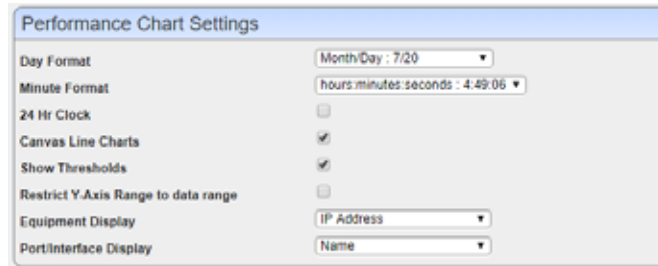 Performance Chart Settings
Day Format Month/Day : 7/20
Minute Format hours:minutes:seconds : 4:49:06
24 Hr Clock
Canvas Line Charts
Show Thresholds
Restrict Y-Axis Range to data range
Equipment Display IP Address
Port/Interface Display Name